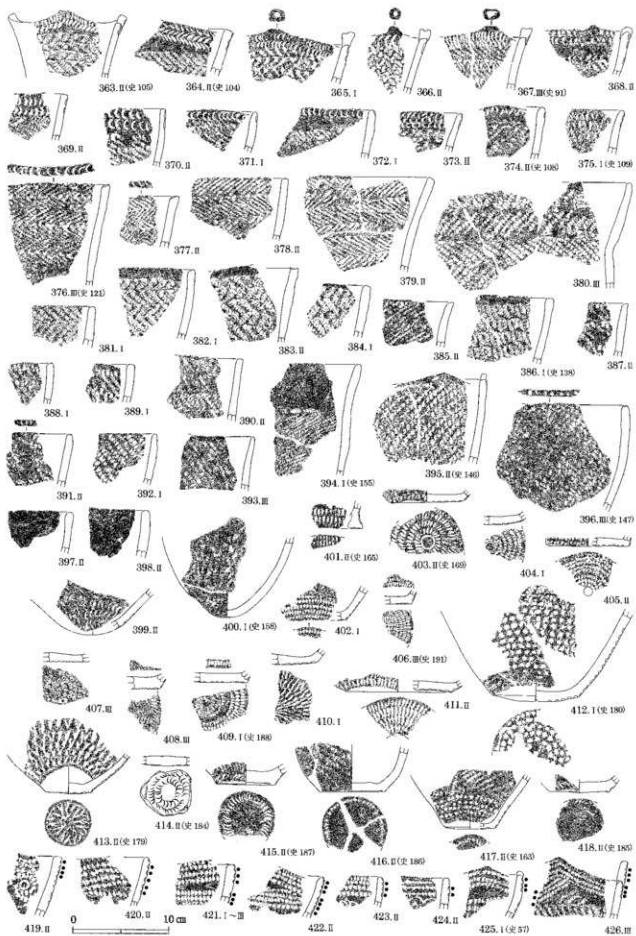 363.II(史105) 364.II(史104) 365.I 366.II 367.III(史91) 368.II
369.II 370.II 371.I 372.I 373.II 374.II(史108) 375.I(史109)
376.III(史121) 377.II 378.II 379.II 380.III
381.I 382.I 383.II 384.I 385.II 386.I(史138) 387.II
388.I 389.I 390.II 394.I(史155) 395.II(史146)
391.II 392.I 393.III 396.III(史147)
397.II 398.II 401.II(史165) 403.II(史169) 404.I 405.II
399.II 400.I(史158) 402.I 406.III(史191)
407.III 408.III 409.I(史188) 410.I 411.II 412.I(史180)
413.II(史179) 414.II(史184) 415.II(史187) 416.II(史186) 417.II(史163) 418.II(史185)
419.II 420.II 421.I~III 422.II 423.II 424.II 425.I(史57) 426.III
0 10cm